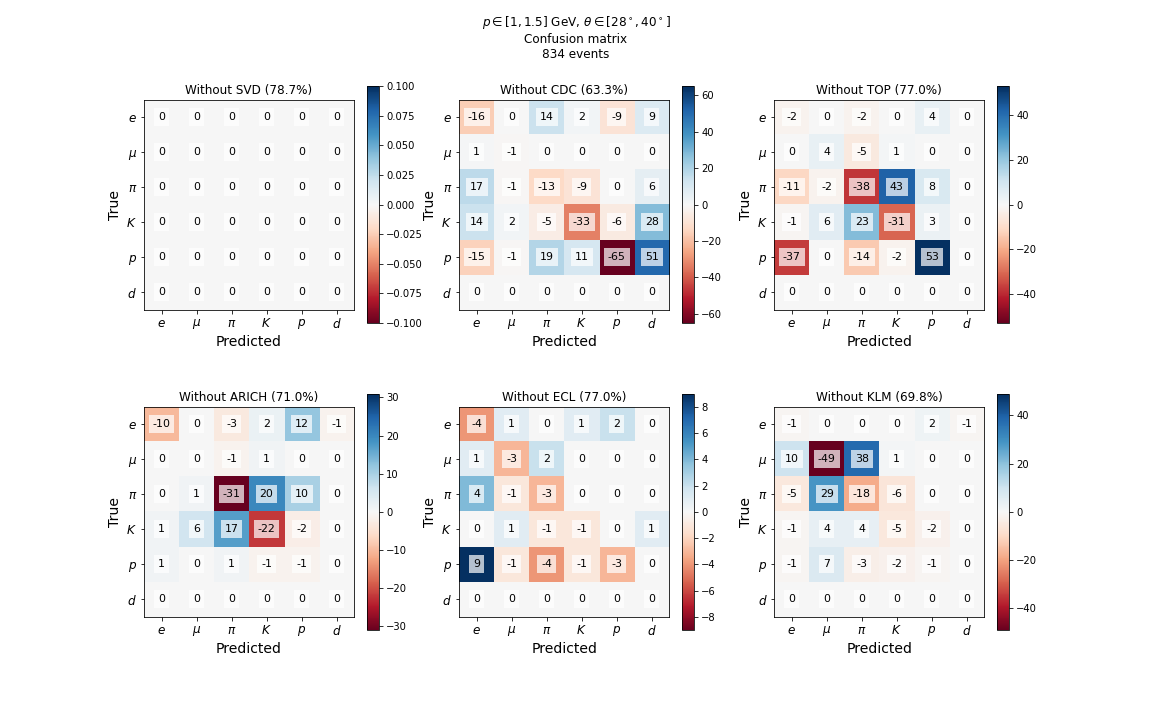 p ∈ [1, 1.5] GeV, θ ∈ [28°, 40°]
Confusion matrix
834 events
Without SVD (78.7%)
e 0 0 0 0 0 0
μ 0 0 0 0 0 0
π 0 0 0 0 0 0
K 0 0 0 0 0 0
p 0 0 0 0 0 0
d 0 0 0 0 0 0
e μ π K p d
True
Predicted
0.100
0.075
0.050
0.025
0.000
−0.025
−0.050
−0.075
−0.100
Without CDC (63.3%)
e -16 0 14 2 -9 9
μ 1 -1 0 0 0 0
π 17 -1 -13 -9 0 6
K 14 2 -5 -33 -6 28
p -15 -1 19 11 -65 51
d 0 0 0 0 0 0
e μ π K p d
True
Predicted
60
40
20
0
−20
−40
−60
Without TOP (77.0%)
e -2 0 -2 0 4 0
μ 0 4 -5 1 0 0
π -11 -2 -38 43 8 0
K -1 6 23 -31 3 0
p -37 0 -14 -2 53 0
d 0 0 0 0 0 0
e μ π K p d
True
Predicted
40
20
0
−20
−40
Without ARICH (71.0%)
e -10 0 -3 2 12 -1
μ 0 0 -1 1 0 0
π 0 1 -31 20 10 0
K 1 6 17 -22 -2 0
p 1 0 1 -1 -1 0
d 0 0 0 0 0 0
e μ π K p d
True
Predicted
30
20
10
0
−10
−20
−30
Without ECL (77.0%)
e -4 1 0 1 2 0
μ 1 -3 2 0 0 0
π 4 -1 -3 0 0 0
K 0 1 -1 -1 0 1
p 9 -1 -4 -1 -3 0
d 0 0 0 0 0 0
e μ π K p d
True
Predicted
8
6
4
2
0
−2
−4
−6
−8
Without KLM (69.8%)
e -1 0 0 0 2 -1
μ 10 -49 38 1 0 0
π -5 29 -18 -6 0 0
K -1 4 4 -5 -2 0
p -1 7 -3 -2 -1 0
d 0 0 0 0 0 0
e μ π K p d
True
Predicted
40
20
0
−20
−40